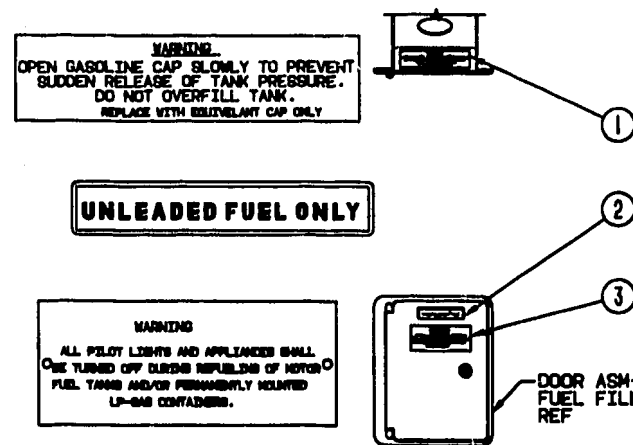 WARNING
OPEN GASOLINE CAP SLOWLY TO PREVENT
SUDDEN RELEASE OF TANK PRESSURE.
DO NOT OVERFILL TANK.
REPLACE WITH EQUIVELANT CAP ONLY
1
UNLEADED FUEL ONLY
2
3
WARNING
ALL PILOT LIGHTS AND APPLIANCES SHALL
BE TURNED OFF DURING REFUELING OF MOTOR
FUEL TANKS AND/OR PERMANENTLY MOUNTED
LP-GAS CONTAINERS.
DOOR ASM-
FUEL FILL
REF